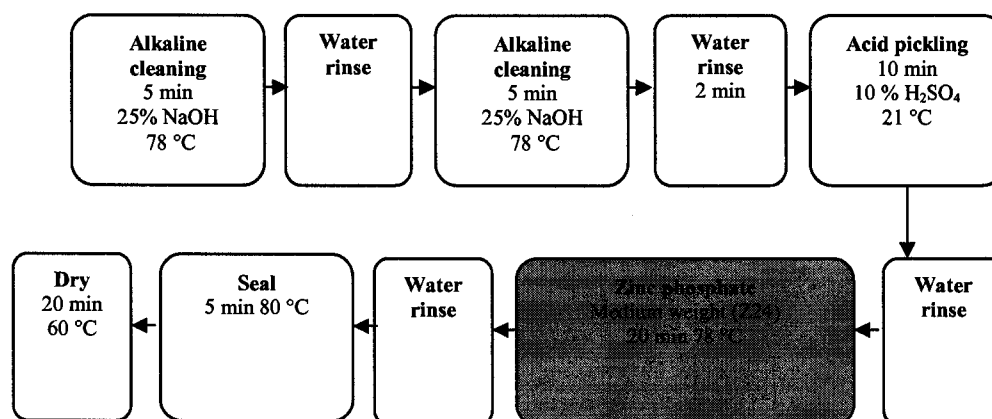 Alkaline
cleaning
5 min
25% NaOH
78 °C
Water
rinse
Alkaline
cleaning
5 min
25% NaOH
78 °C
Water
rinse
2 min
Acid pickling
10 min
10 % H₂SO₄
21 °C
Water
rinse
Zinc phosphate
Medium weight (Z24)
20 min 78 °C
Water
rinse
Seal
5 min 80 °C
Dry
20 min
60 °C